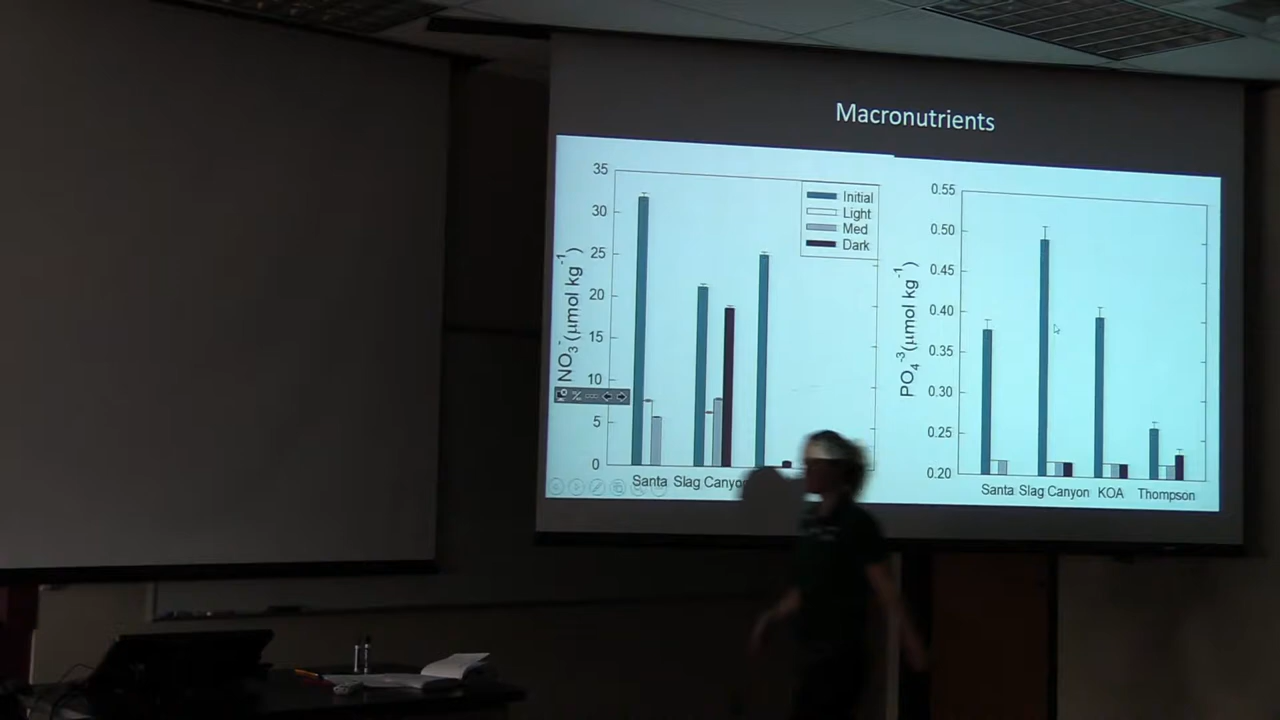 Macronutrients
35
30
25
20
15
10
5
0
NO3- (μmol kg-1)
Initial
Light
Med
Dark
Santa Slag Canyon
0.55
0.50
0.45
0.40
0.35
0.30
0.25
0.20
PO4-3 (μmol kg-1)
Santa Slag Canyon KOA Thompson